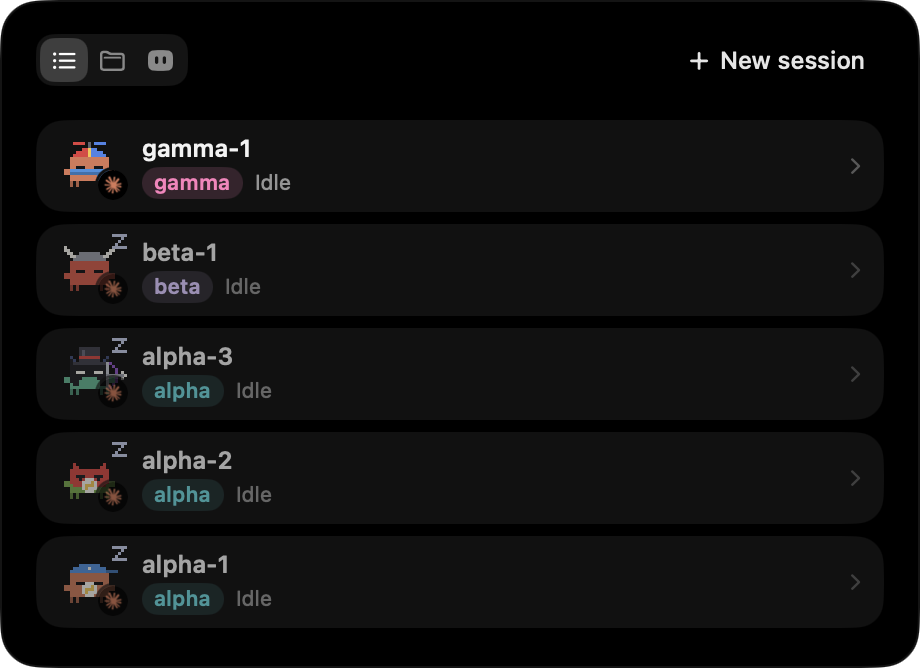 + New session
gamma-1
gamma Idle
Z
beta-1
beta Idle
Z
alpha-3
alpha Idle
Z
alpha-2
alpha Idle
Z
alpha-1
alpha Idle